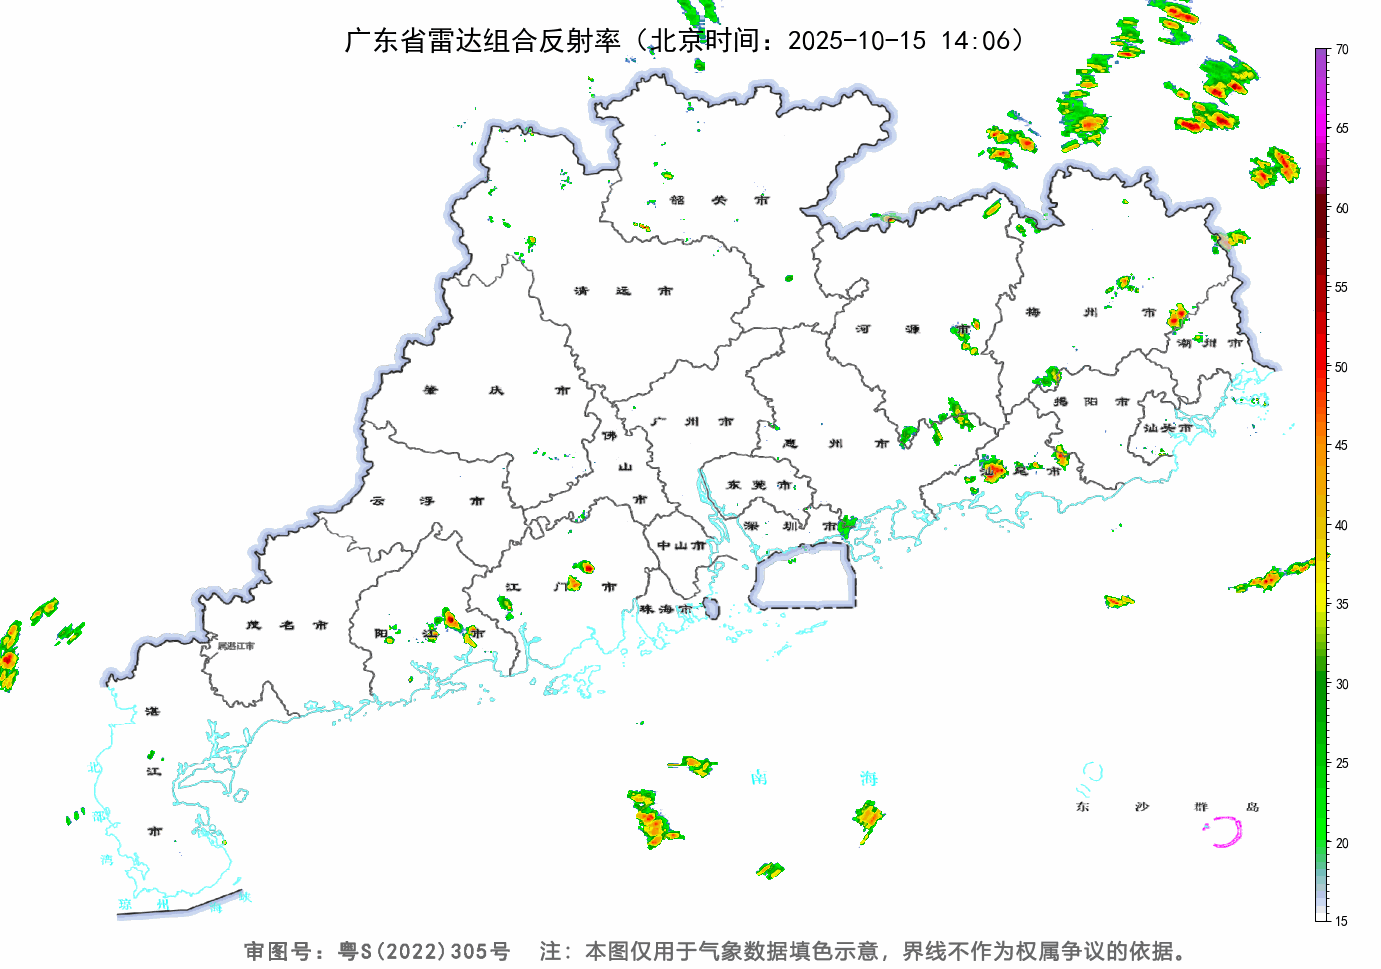 广东省雷达组合反射率（北京时间：2025-10-15 14:06）
70
65
60
55
50
45
40
35
30
25
20
15
韶关市
清远市
河源市
梅州市
潮州市
肇庆市
广州市
佛山市
惠州市
揭阳市
汕头市
汕尾市
云浮市
东莞市
深圳市
中山市
江门市
珠海市
茂名市
阳江市
属湛江市
湛江市
北部湾
琼州海峡
南海
东沙群岛
审图号：粤S(2022)305号 注：本图仅用于气象数据填色示意，界线不作为权属争议的依据。